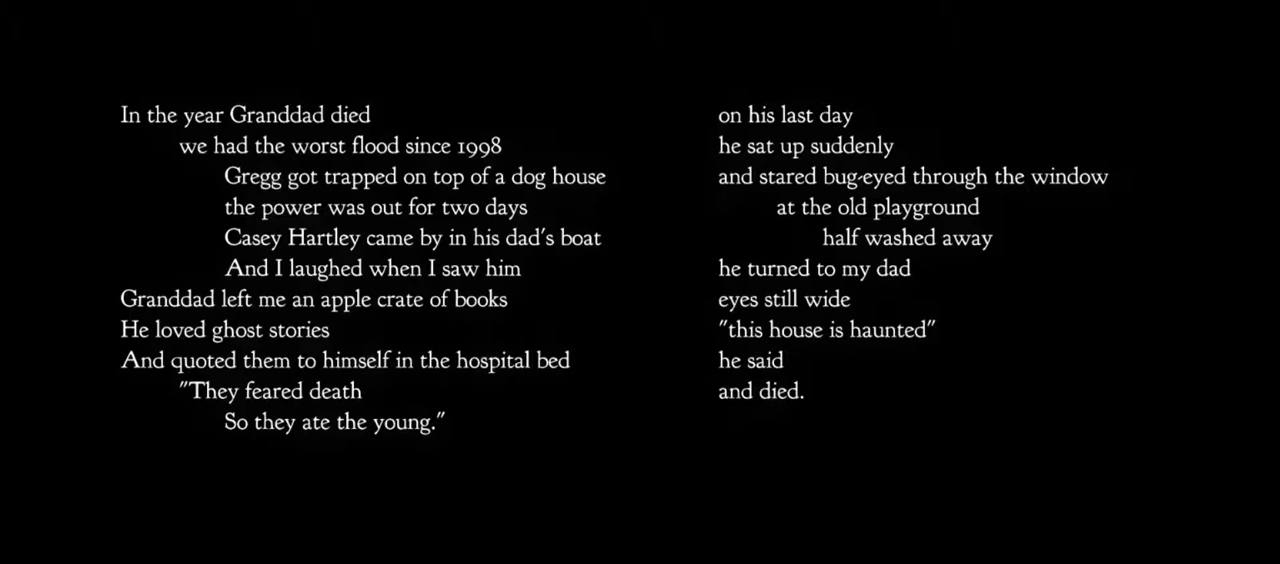 In the year Granddad died
we had the worst flood since 1998
Gregg got trapped on top of a dog house
the power was out for two days
Casey Hartley came by in his dad's boat
And I laughed when I saw him
Granddad left me an apple crate of books
He loved ghost stories
And quoted them to himself in the hospital bed
"They feared death
So they ate the young."
on his last day
he sat up suddenly
and stared bug-eyed through the window
at the old playground
half washed away
he turned to my dad
eyes still wide
"this house is haunted"
he said
and died.